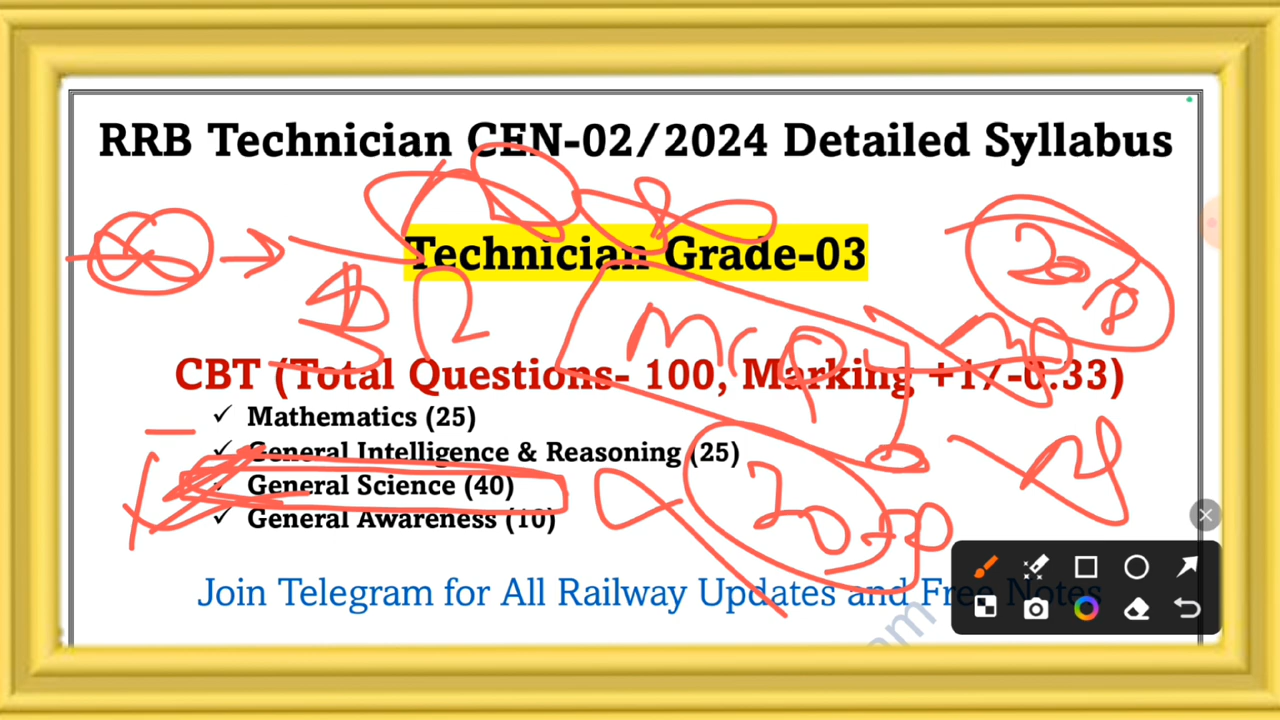 RRB Technician CEN-02/2024 Detailed Syllabus
Technician Grade-03
CBT (Total Questions- 100, Marking +1/-0.33)
✓ Mathematics (25)
✓ General Intelligence & Reasoning (25)
✓ General Science (40)
✓ General Awareness (10)
Join Telegram for All Railway Updates and Free Notes